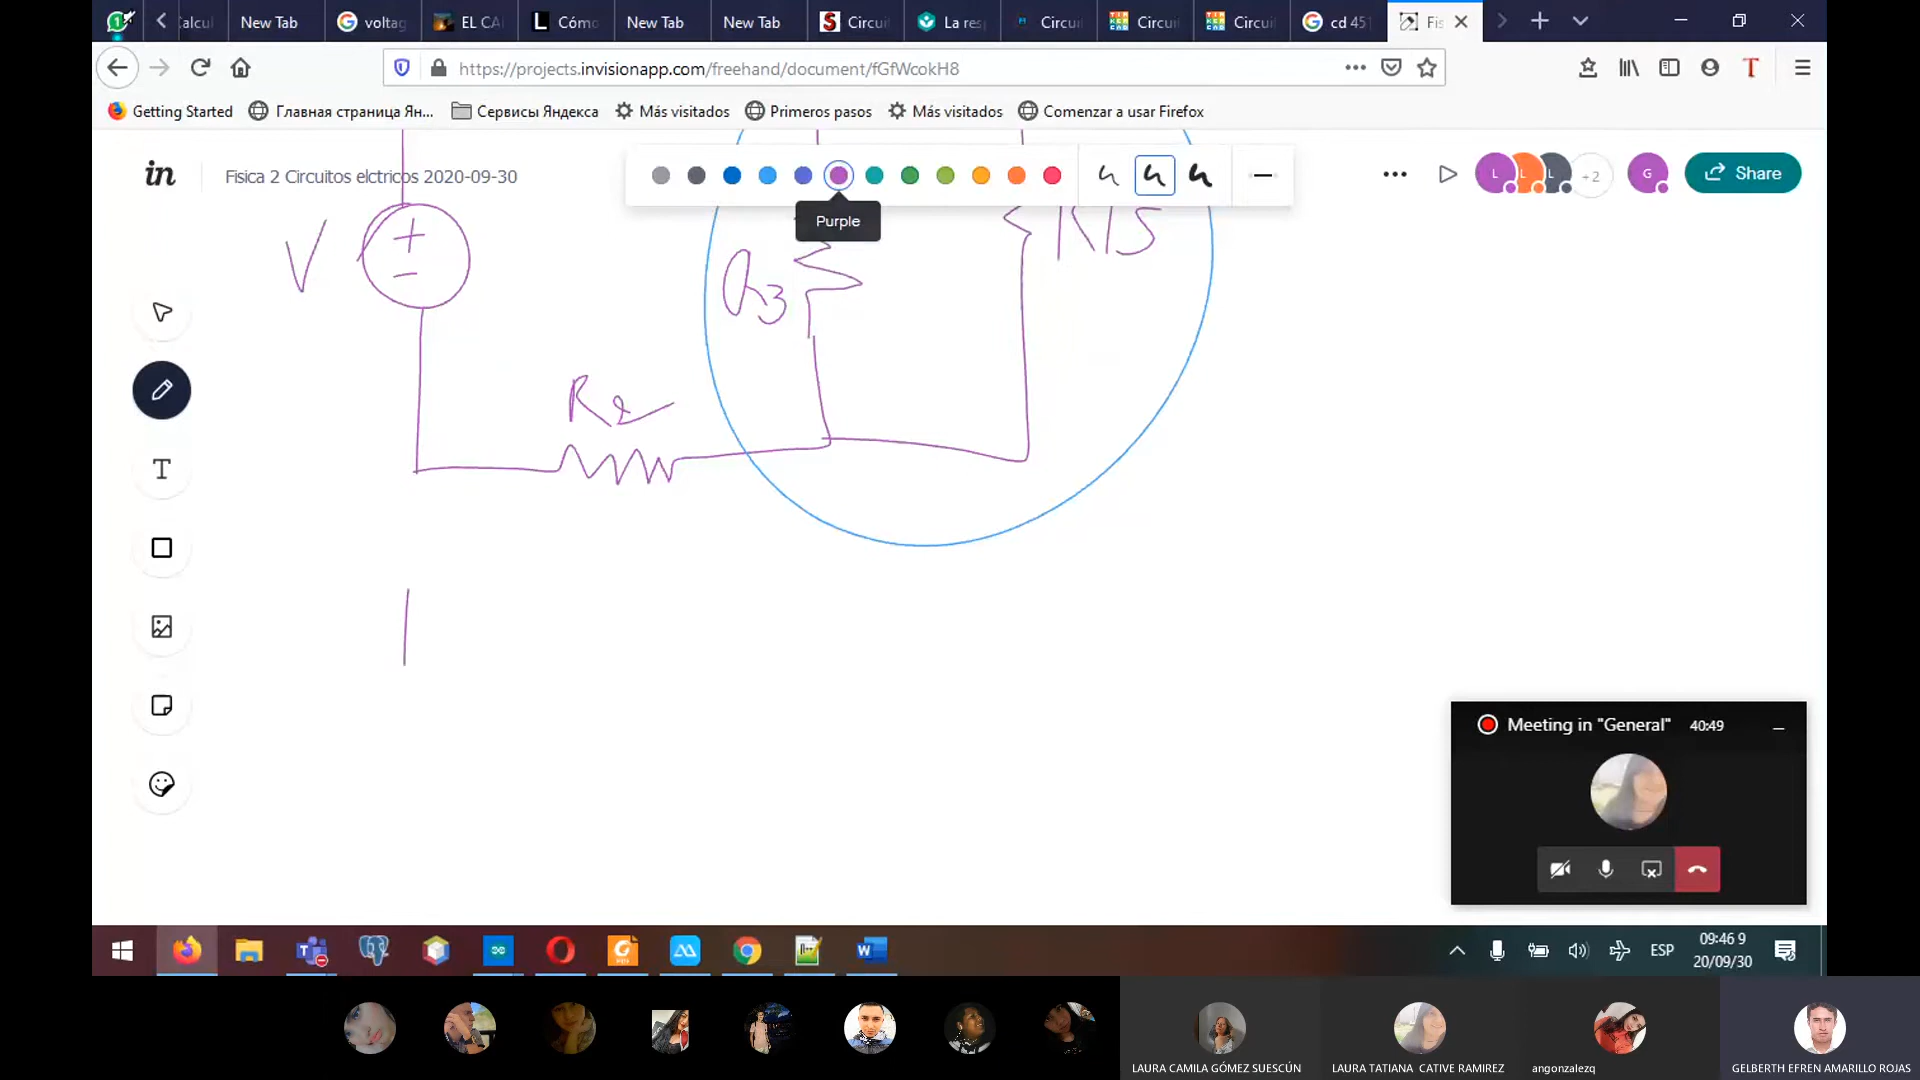 calcul
New Tab
voltag
EL CA
Cómo
New Tab
New Tab
Circui
La res
Circui
Circuit
Circuit
cd 451
Fis
https://projects.invisionapp.com/freehand/document/fGfWcokH8
Getting Started
Главная страница Ян...
Сервисы Яндекса
Más visitados
Primeros pasos
Más visitados
Comenzar a usar Firefox
in
Fisica 2 Circuitos elctricos 2020-09-30
L
L
L
+2
G
Share
Purple
V
+
-
R3
R2
T
Meeting in "General" 40:49
ESP
09:46 9
20/09/30
LAURA CAMILA GÓMEZ SUESCÚN
LAURA TATIANA CATIVE RAMIREZ
angonzalezq
GELBERTH EFREN AMARILLO ROJAS